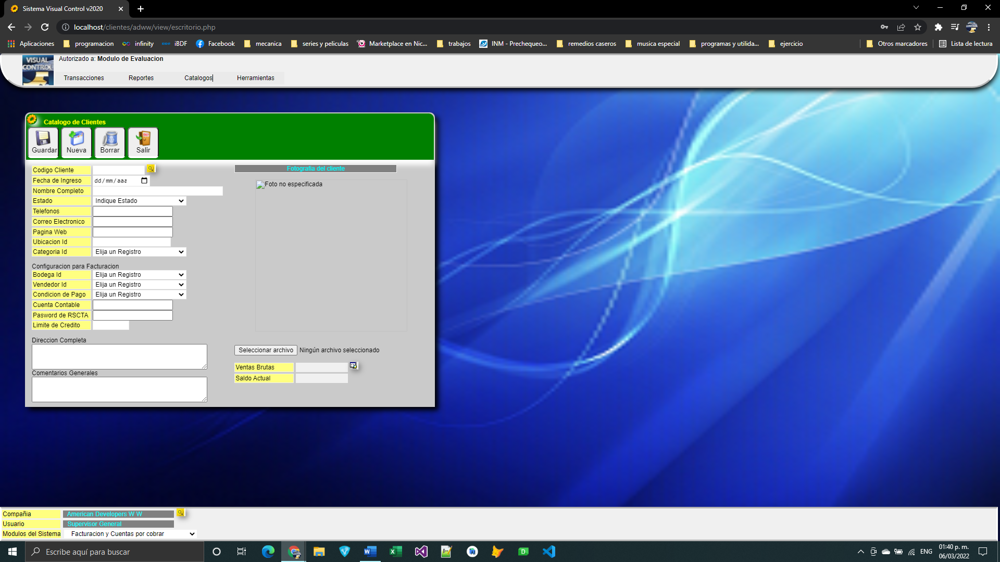 Sistema Visual Control v2020
localhost/clientes/adww/view/escritorio.php
Aplicaciones programacion infinity iBDF Facebook mecanica series y peliculas Marketplace en Nic... trabajos INM - Prechequeo... remedios caseros musica especial programas y utilida... ejercicio Otros marcadores Lista de lectura
VISUAL CONTROL
Autorizado a: Modulo de Evaluacion
Transacciones Reportes Catalogos Herramientas
Catalogo de Clientes
Guardar Nueva Borrar Salir
Codigo Cliente
Fotografia del cliente
Fecha de Ingreso dd/mm/aaa
Foto no especificada
Nombre Completo
Estado Indique Estado
Telefonos
Correo Electronico
Pagina Web
Ubicacion Id
Categoria Id Elija un Registro
Configuracion para Facturacion
Bodega Id Elija un Registro
Vendedor Id Elija un Registro
Condicion de Pago Elija un Registro
Cuenta Contable
Pasword de RSCTA
Limite de Credito
Direccion Completa
Seleccionar archivo Ningún archivo seleccionado
Ventas Brutas
Comentarios Generales
Saldo Actual
Compañia American Developers W W
Usuario Supervisor General
Modulos del Sistema Facturacion y Cuentas por cobrar
Escribe aquí para buscar
ENG
01:40 p. m.
06/03/2022